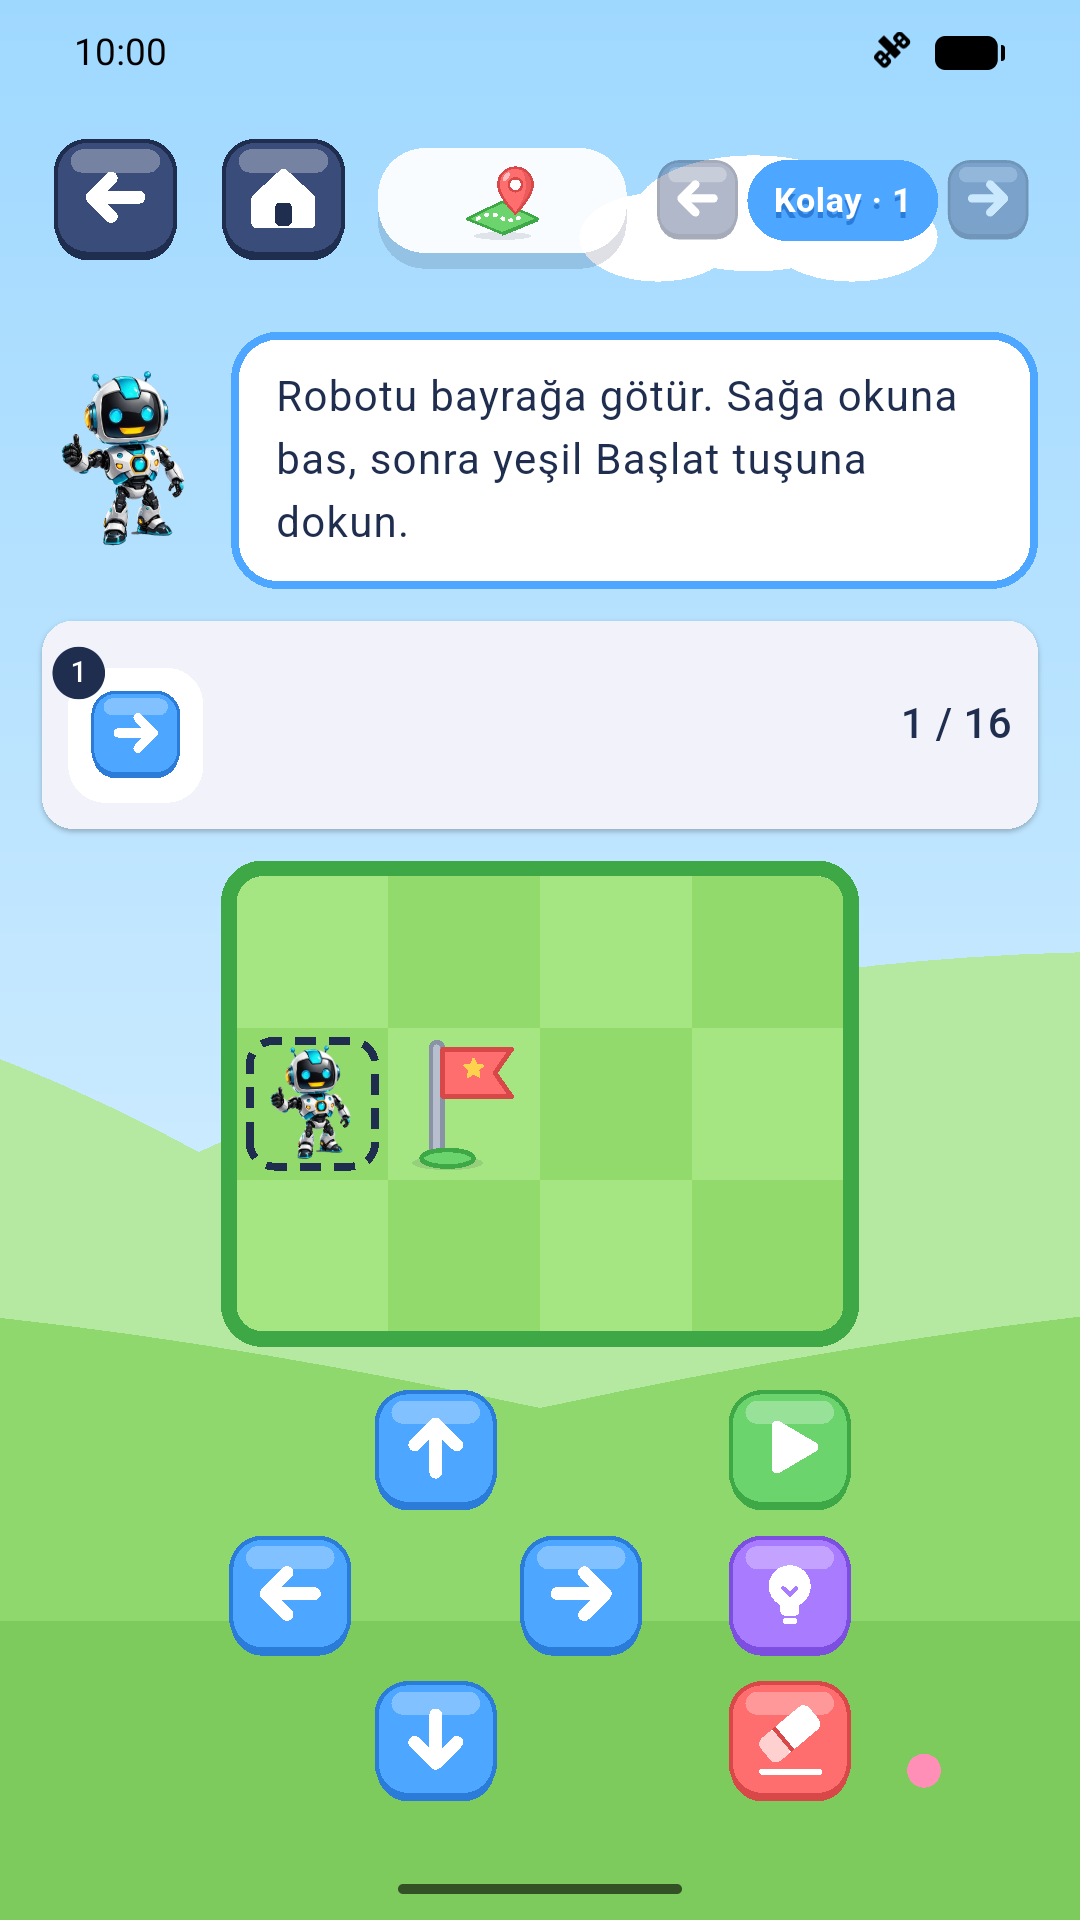 10:00
Kolay · 1
Robotu bayrağa götür. Sağa okuna
bas, sonra yeşil Başlat tuşuna
dokun.
1
1 / 16